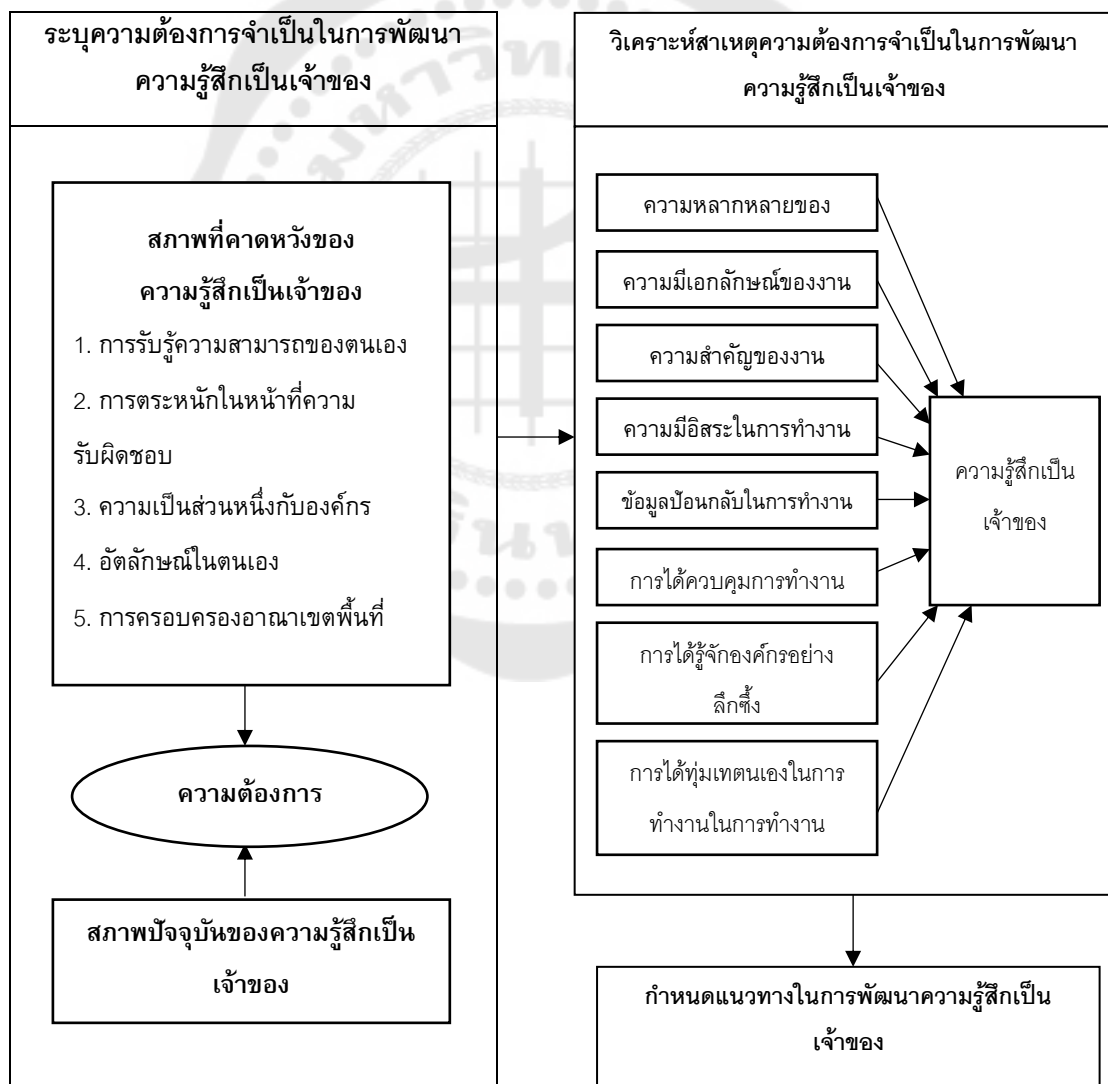 ระบุความต้องการจำเป็นในการพัฒนา
ความรู้สึกเป็นเจ้าของ
สภาพที่คาดหวังของ
ความรู้สึกเป็นเจ้าของ
1. การรับรู้ความสามารถของตนเอง
2. การตระหนักในหน้าที่ความ
รับผิดชอบ
3. ความเป็นส่วนหนึ่งกับองค์กร
4. อัตลักษณ์ในตนเอง
5. การครอบครองอาณาเขตพื้นที่
ความต้องการ
สภาพปัจจุบันของความรู้สึกเป็น
เจ้าของ
วิเคราะห์สาเหตุความต้องการจำเป็นในการพัฒนา
ความรู้สึกเป็นเจ้าของ
ความหลากหลายของ
ความมีเอกลักษณ์ของงาน
ความสำคัญของงาน
ความมีอิสระในการทำงาน
ข้อมูลป้อนกลับในการทำงาน
การได้ควบคุมการทำงาน
การได้รู้จักองค์กรอย่าง
ลึกซึ้ง
การได้ทุ่มเทตนเองในการ
ทำงานในการทำงาน
ความรู้สึกเป็น
เจ้าของ
กำหนดแนวทางในการพัฒนาความรู้สึกเป็น
เจ้าของ